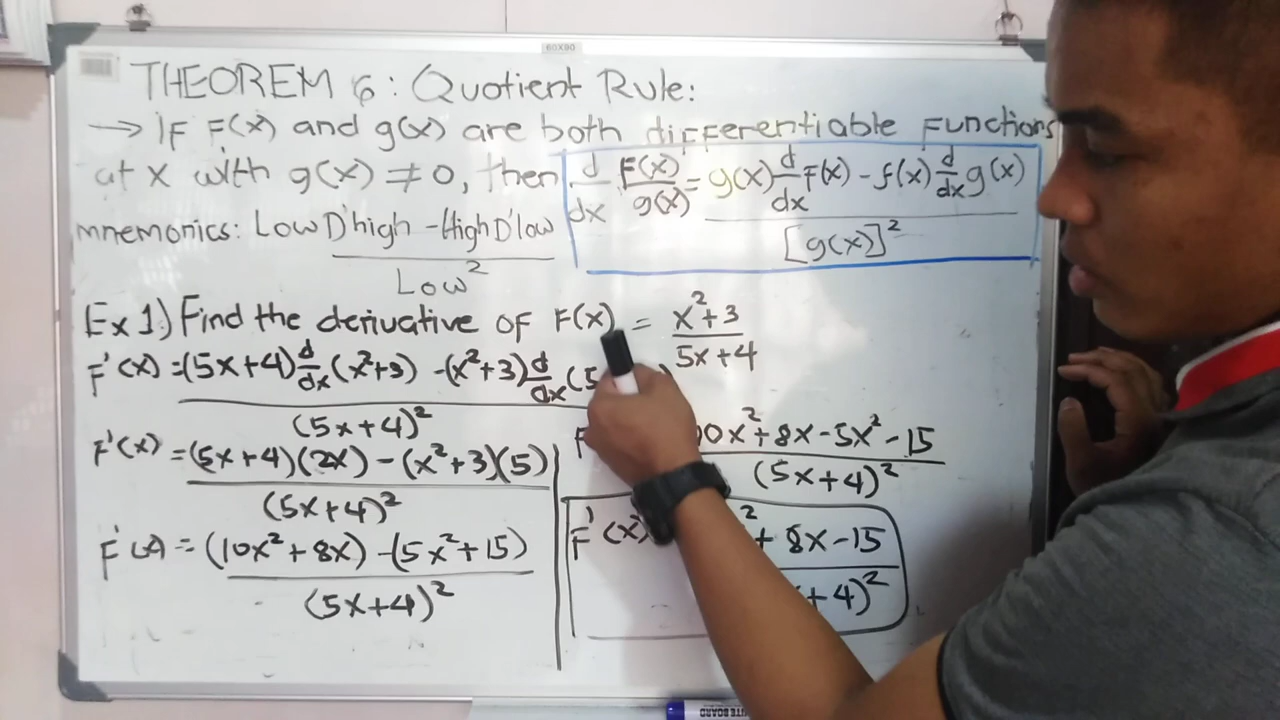 60X90
THEOREM 6: Quotient Rule:
→ IF F(x) and g(x) are both differentiable Functions
at x with g(x) ≠ 0, then d/dx F(x)/g(x) = g(x) d/dx f(x) - f(x) d/dx g(x) / [g(x)]²
mnemonics: Low D'high - High D'low / Low²
Ex 1) Find the derivative of F(x) = x²+3 / 5x+4
F'(x) = (5x+4) d/dx (x²+3) - (x²+3) d/dx (5 ) / (5x+4)²
F'(x) = (5x+4)(2x) - (x²+3)(5) / (5x+4)²
F'(x) = (10x² + 8x) - (5x² + 15) / (5x+4)²
F 10x² + 8x - 5x² - 15 / (5x+4)²
F'(x) ² + 8x - 15 / +4)²